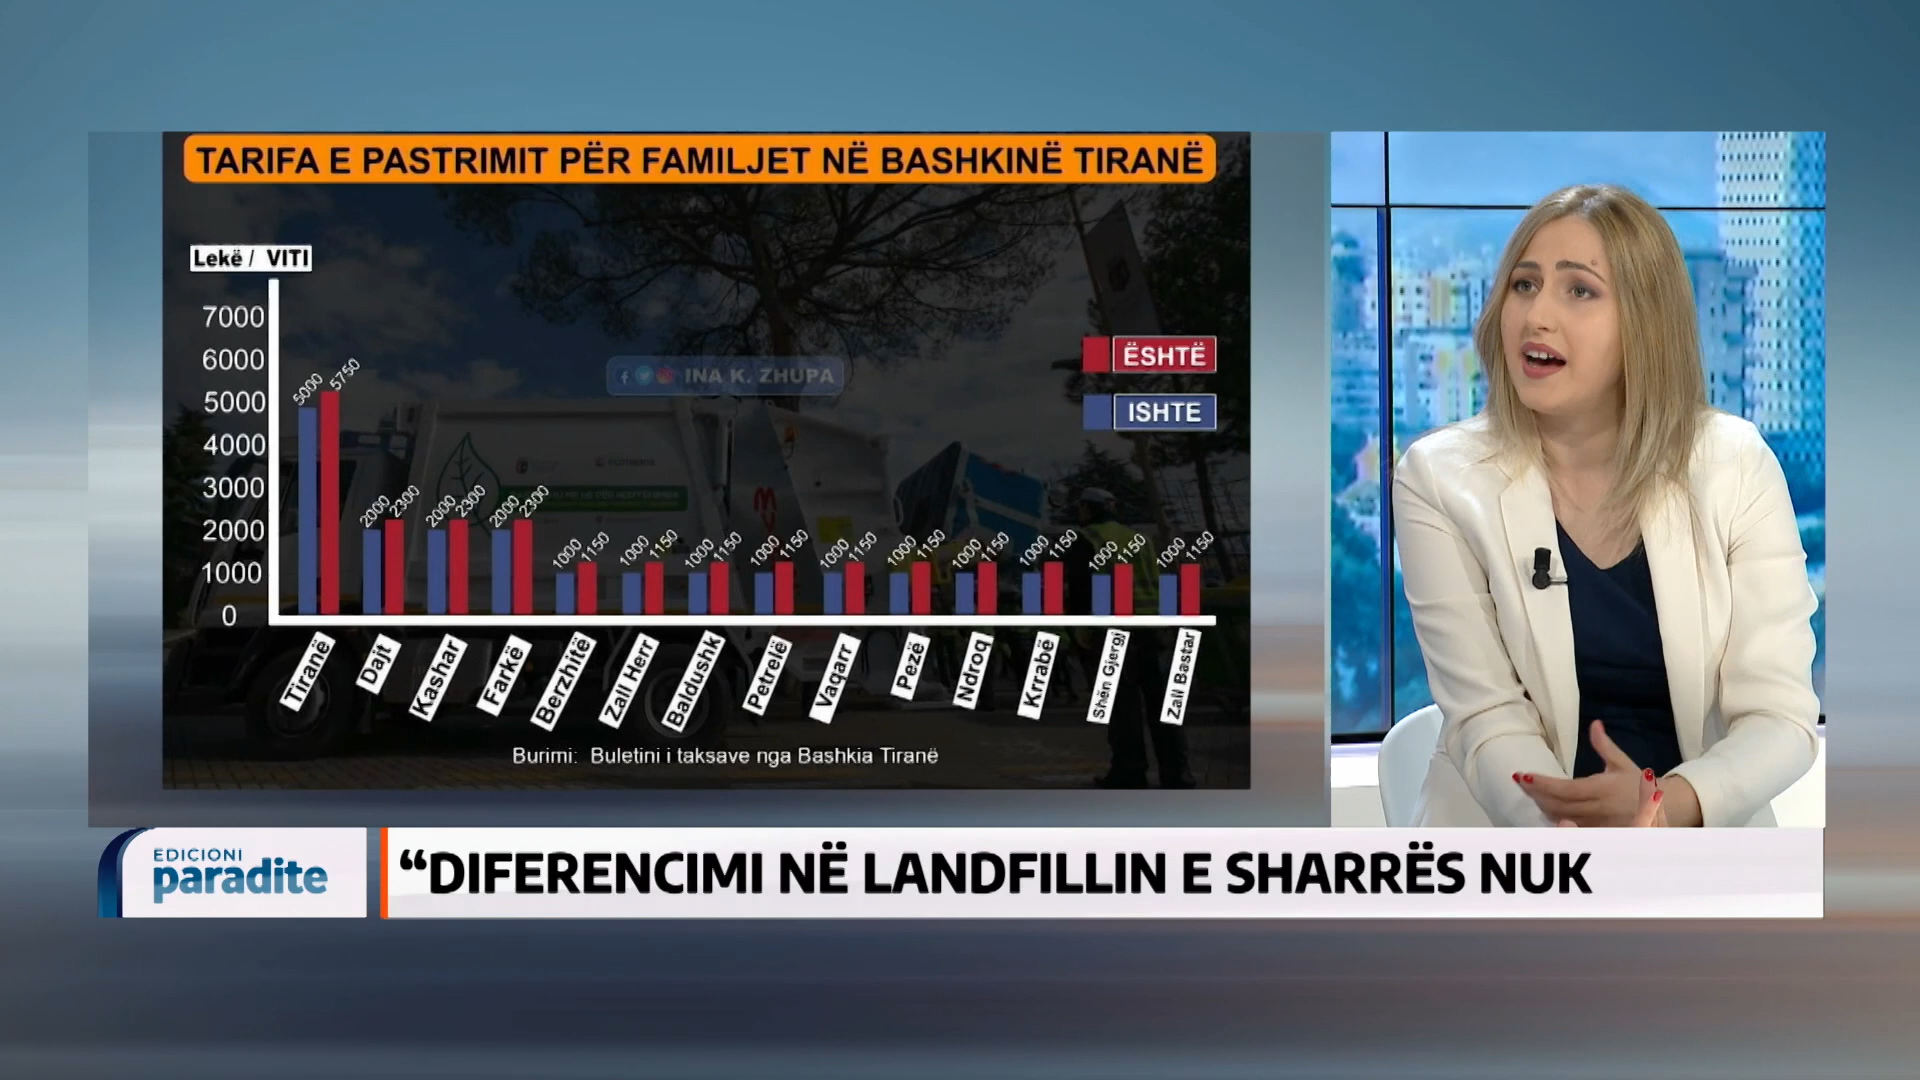 TARIFA E PASTRIMIT PËR FAMILJET NË BASHKINË TIRANË
Lekë / VITI
7000
6000
5000
4000
3000
2000
1000
0
INA K. ZHUPA
ËSHTË
ISHTE
5000 5750
2000 2300
2000 2300
2000 2300
1000 1150
1000 1150
1000 1150
1000 1150
1000 1150
1000 1150
1000 1150
1000 1150
1000 1150
1000 1150
Tiranë
Dajt
Kashar
Farkë
Berzhitë
Zall Herr
Baldushk
Petrelë
Vaqarr
Pezë
Ndroq
Krrabë
Shën Gjergj
Zall Bastar
Burimi: Buletini i taksave nga Bashkia Tiranë
EDICIONI
paradite
“DIFERENCIMI NË LANDFILLIN E SHARRËS NUK